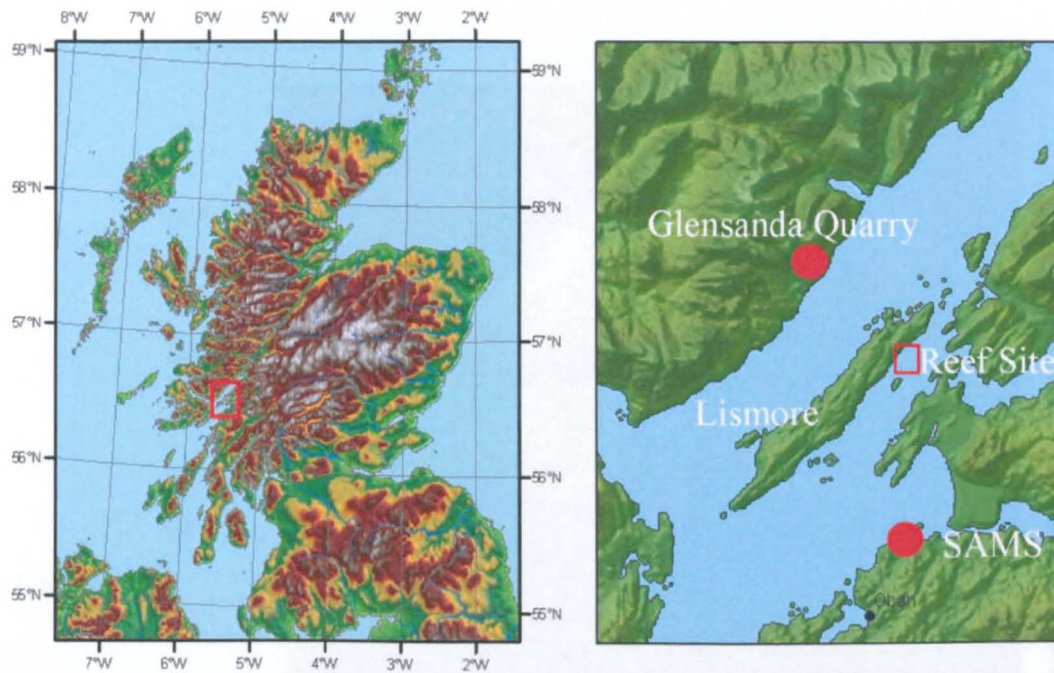 8°W 7°W 6°W 5°W 4°W 3°W 2°W
59°N 59°N
58°N 58°N
57°N 57°N
56°N 56°N
55°N 55°N
7°W 6°W 5°W 4°W 3°W 2°W
Glensanda Quarry
Reef Site
Lismore
SAMS
Oban